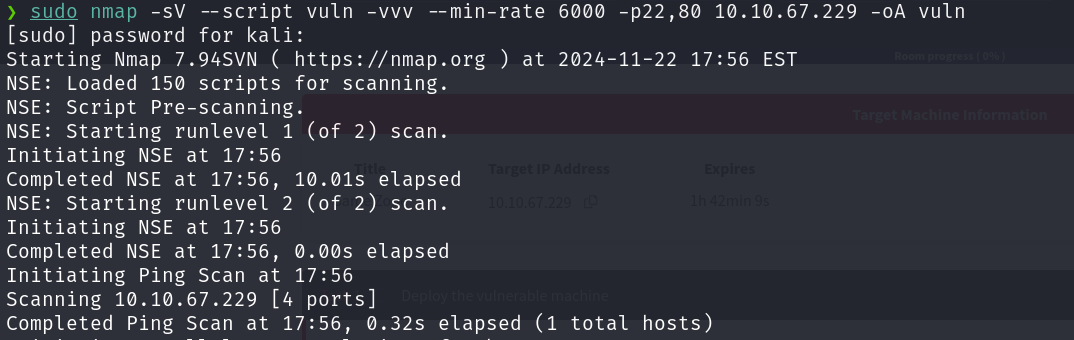 ❯ sudo nmap -sV --script vuln -vvv --min-rate 6000 -p22,80 10.10.67.229 -oA vuln
[sudo] password for kali:
Starting Nmap 7.94SVN ( https://nmap.org ) at 2024-11-22 17:56 EST
Room progress ( 0% )
NSE: Loaded 150 scripts for scanning.
NSE: Script Pre-scanning.
Target Machine Information
NSE: Starting runlevel 1 (of 2) scan.
Initiating NSE at 17:56
Title Target IP Address Expires
Completed NSE at 17:56, 10.01s elapsed
NSE: Starting runlevel 2 (of 2) scan.
10.10.67.229 1h 42min 9s
Initiating NSE at 17:56
Completed NSE at 17:56, 0.00s elapsed
Initiating Ping Scan at 17:56
Scanning 10.10.67.229 [4 ports]
Deploy the vulnerable machine
Completed Ping Scan at 17:56, 0.32s elapsed (1 total hosts)